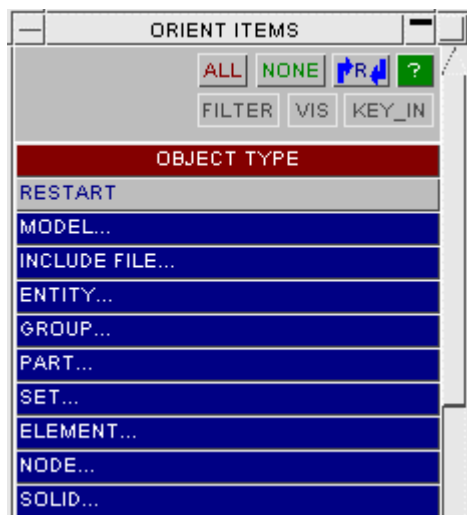 ORIENT ITEMS
ALL NONE R ?
FILTER VIS KEY_IN
OBJECT TYPE
RESTART
MODEL...
INCLUDE FILE...
ENTITY...
GROUP...
PART...
SET...
ELEMENT...
NODE...
SOLID...